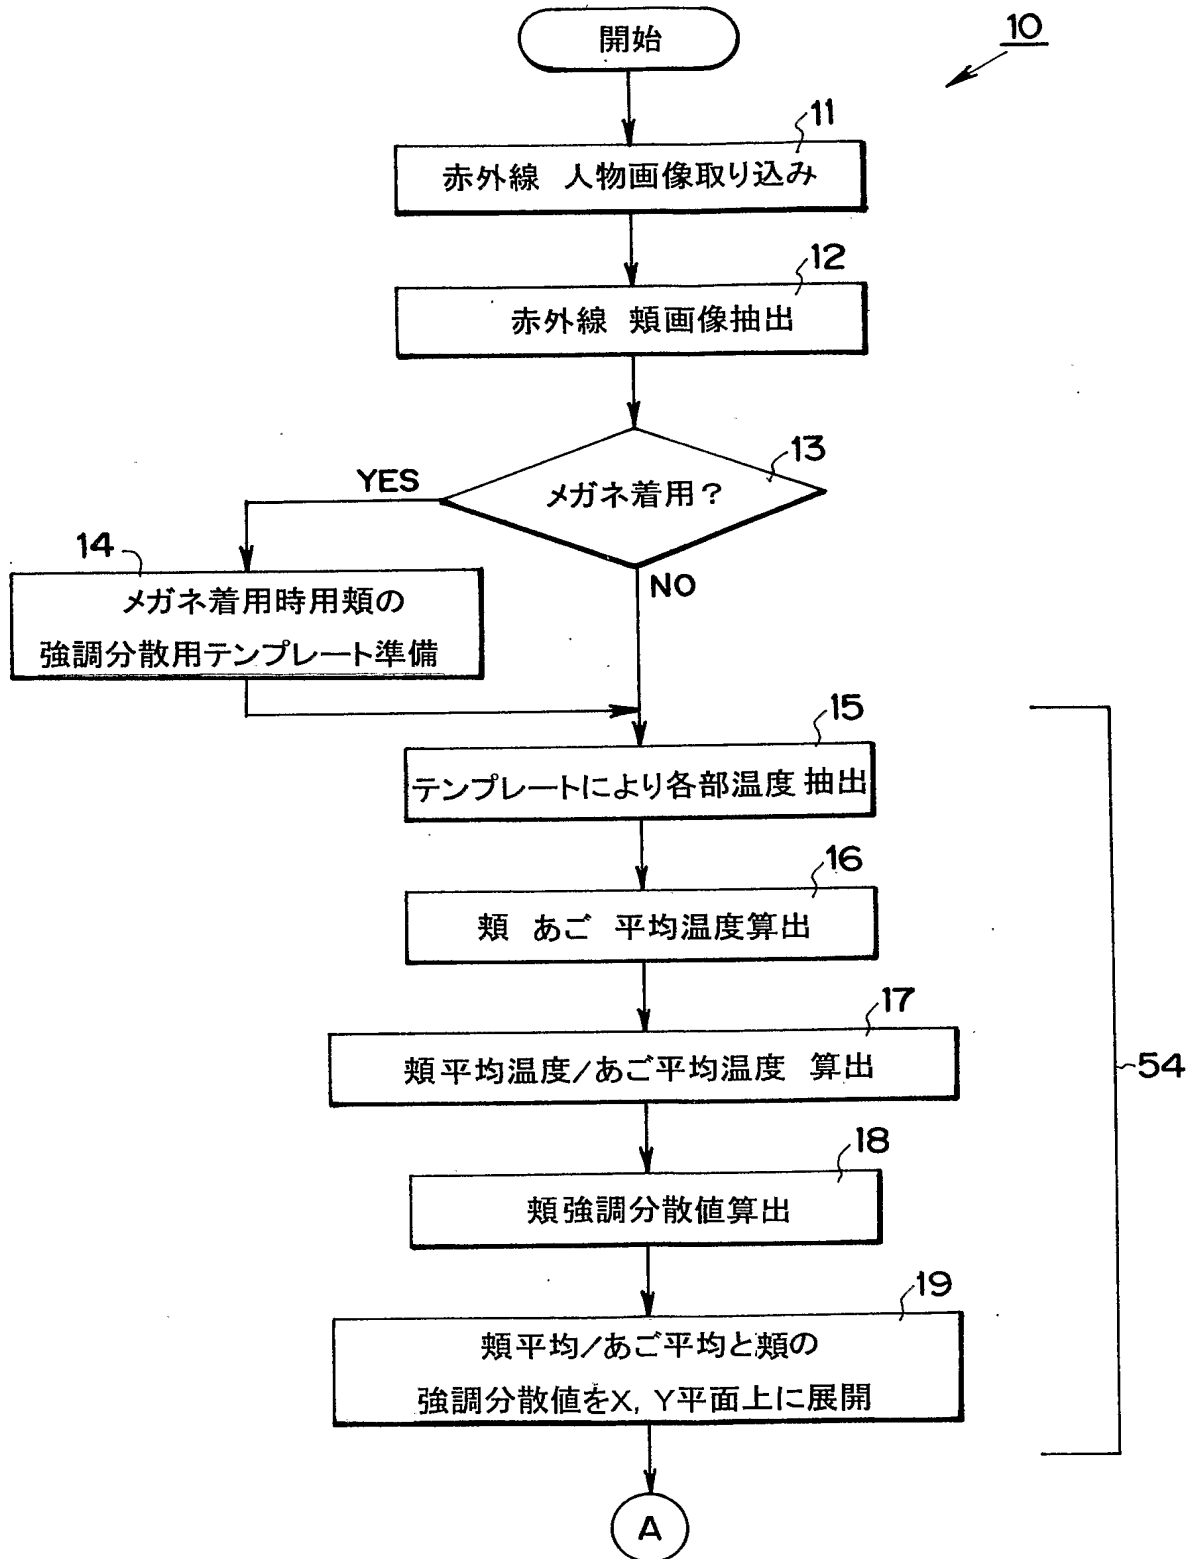 開始
10
11
赤外線 人物画像取り込み
12
赤外線 頬画像抽出
13
メガネ着用?
YES
NO
14
メガネ着用時用頬の
強調分散用テンプレート準備
15
テンプレートにより各部温度 抽出
16
頬 あご 平均温度算出
17
頬平均温度/あご平均温度 算出
54
18
頬強調分散値算出
19
頬平均/あご平均と頬の
強調分散値をX, Y平面上に展開
A